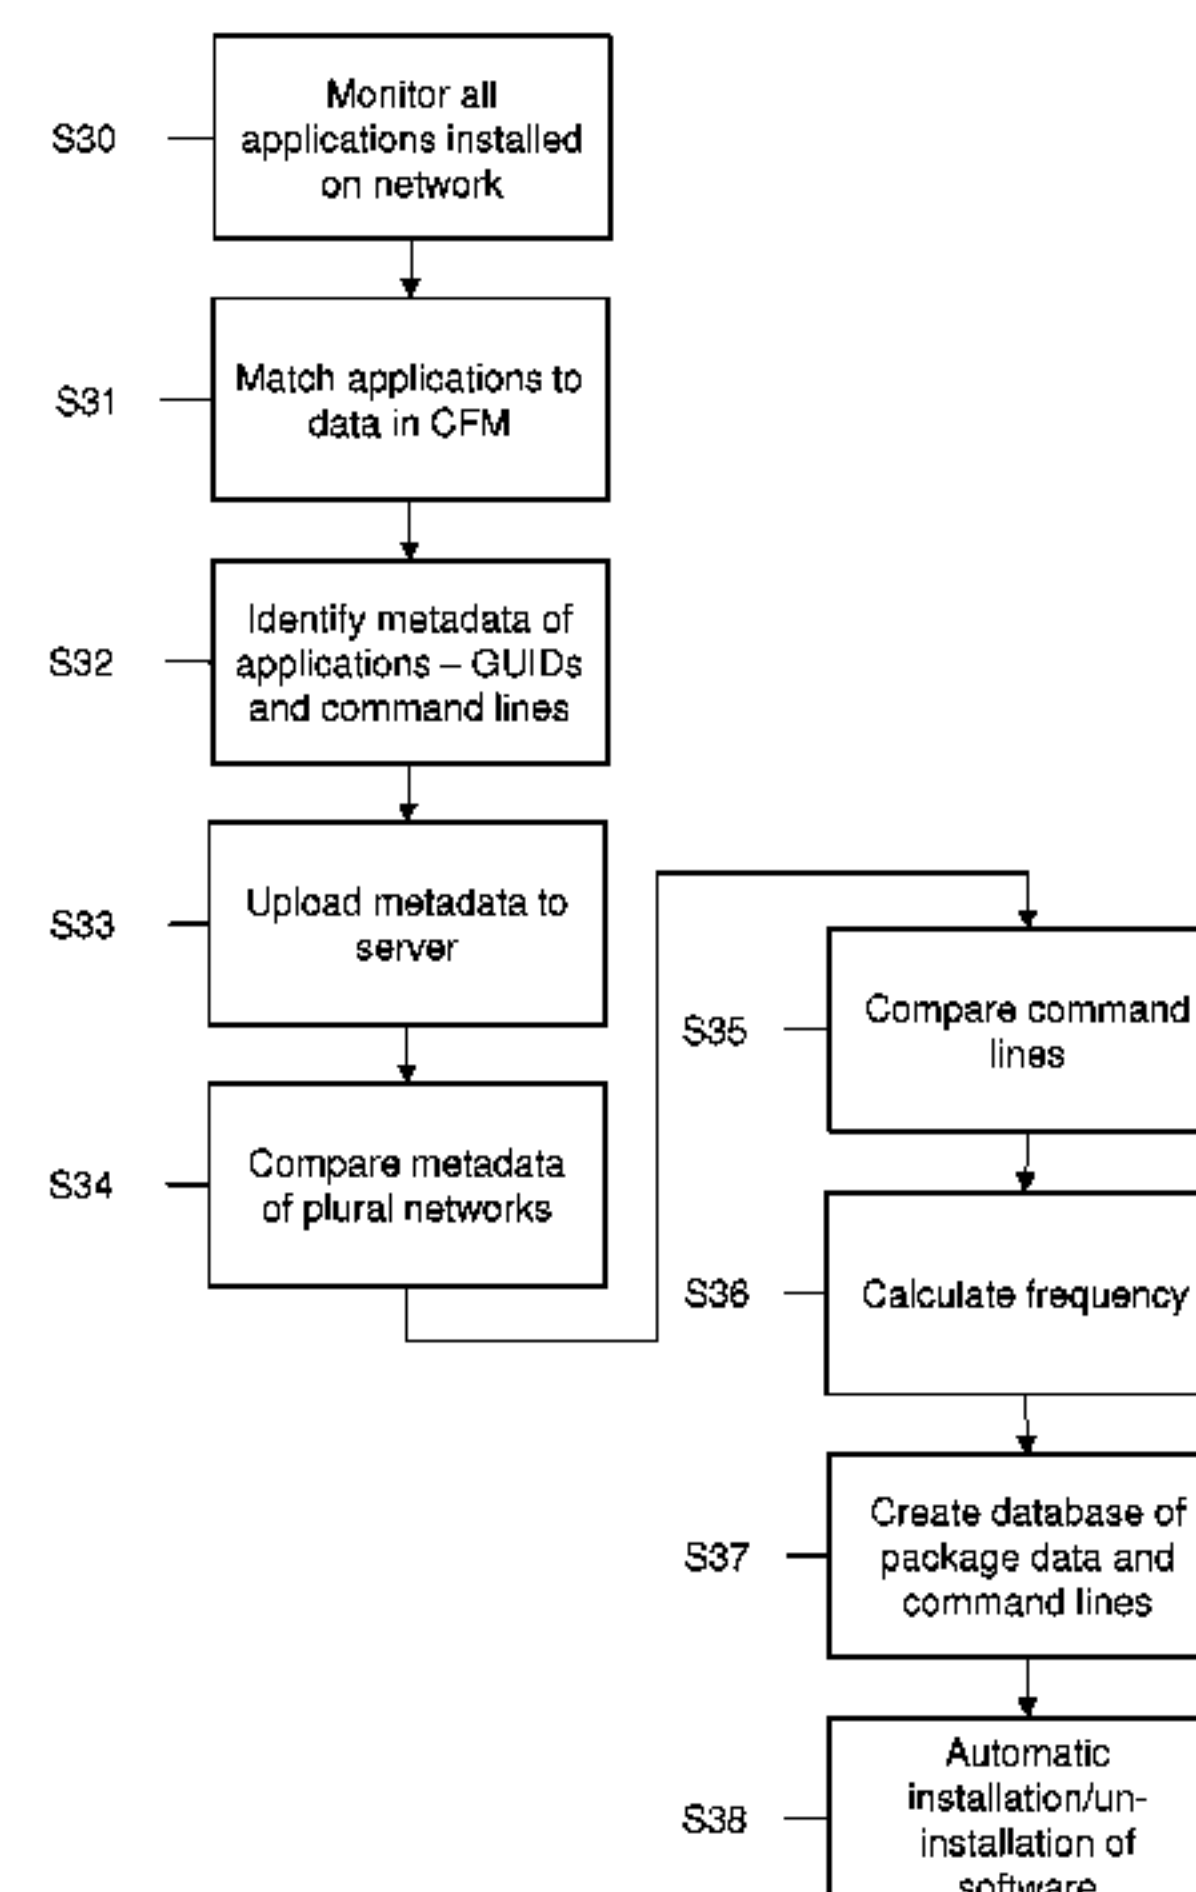 S30
Monitor all
applications installed
on network
S31
Match applications to
data in CFM
S32
Identify metadata of
applications – GUIDs
and command lines
S33
Upload metadata to
server
S34
Compare metadata
of plural networks
S35
Compare command
lines
S36
Calculate frequency
S37
Create database of
package data and
command lines
S38
Automatic
installation/un-
installation of
software